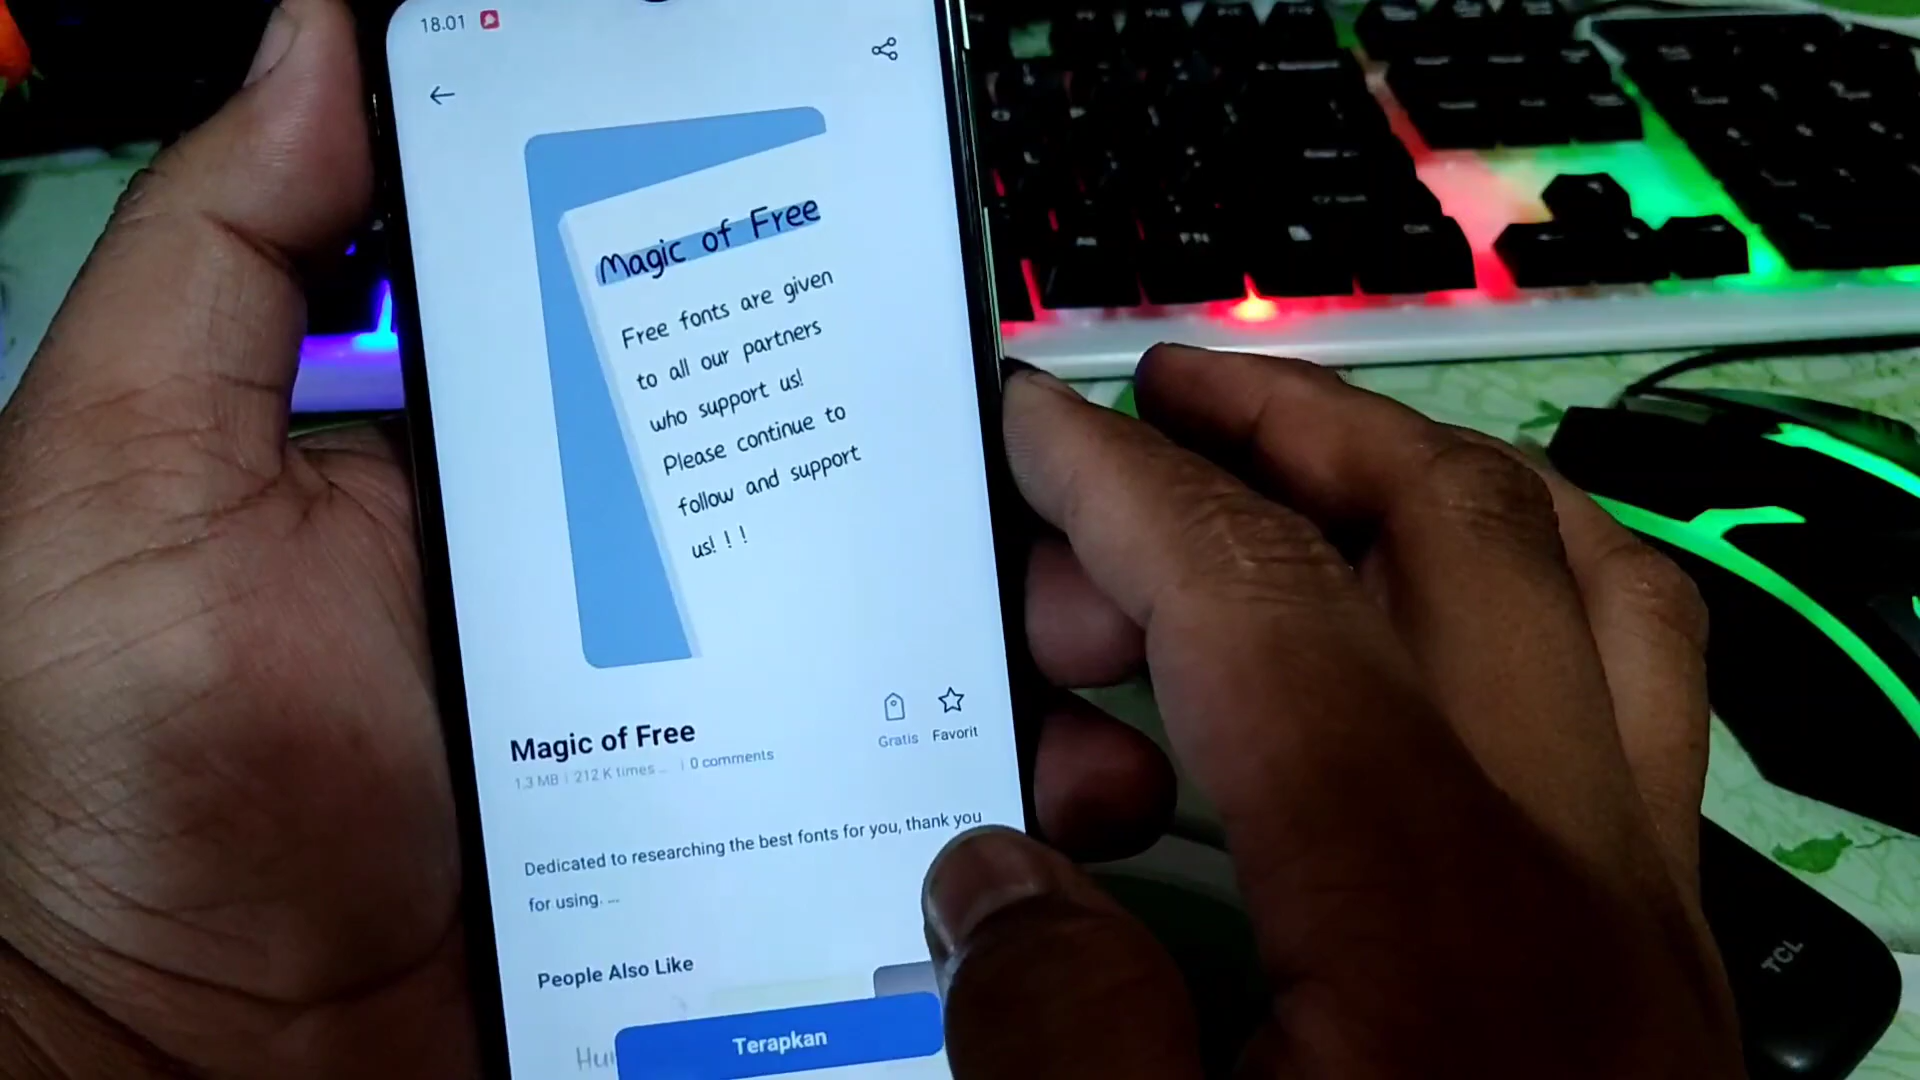 18.01
Magic of Free
Free fonts are given
to all our partners
who support us!
Please continue to
follow and support
us! ! !
Magic of Free
Gratis Favorit
1.3 MB | 212 K times ... | 0 comments
Dedicated to researching the best fonts for you, thank you
for using. ...
People Also Like
Terapkan
TCL